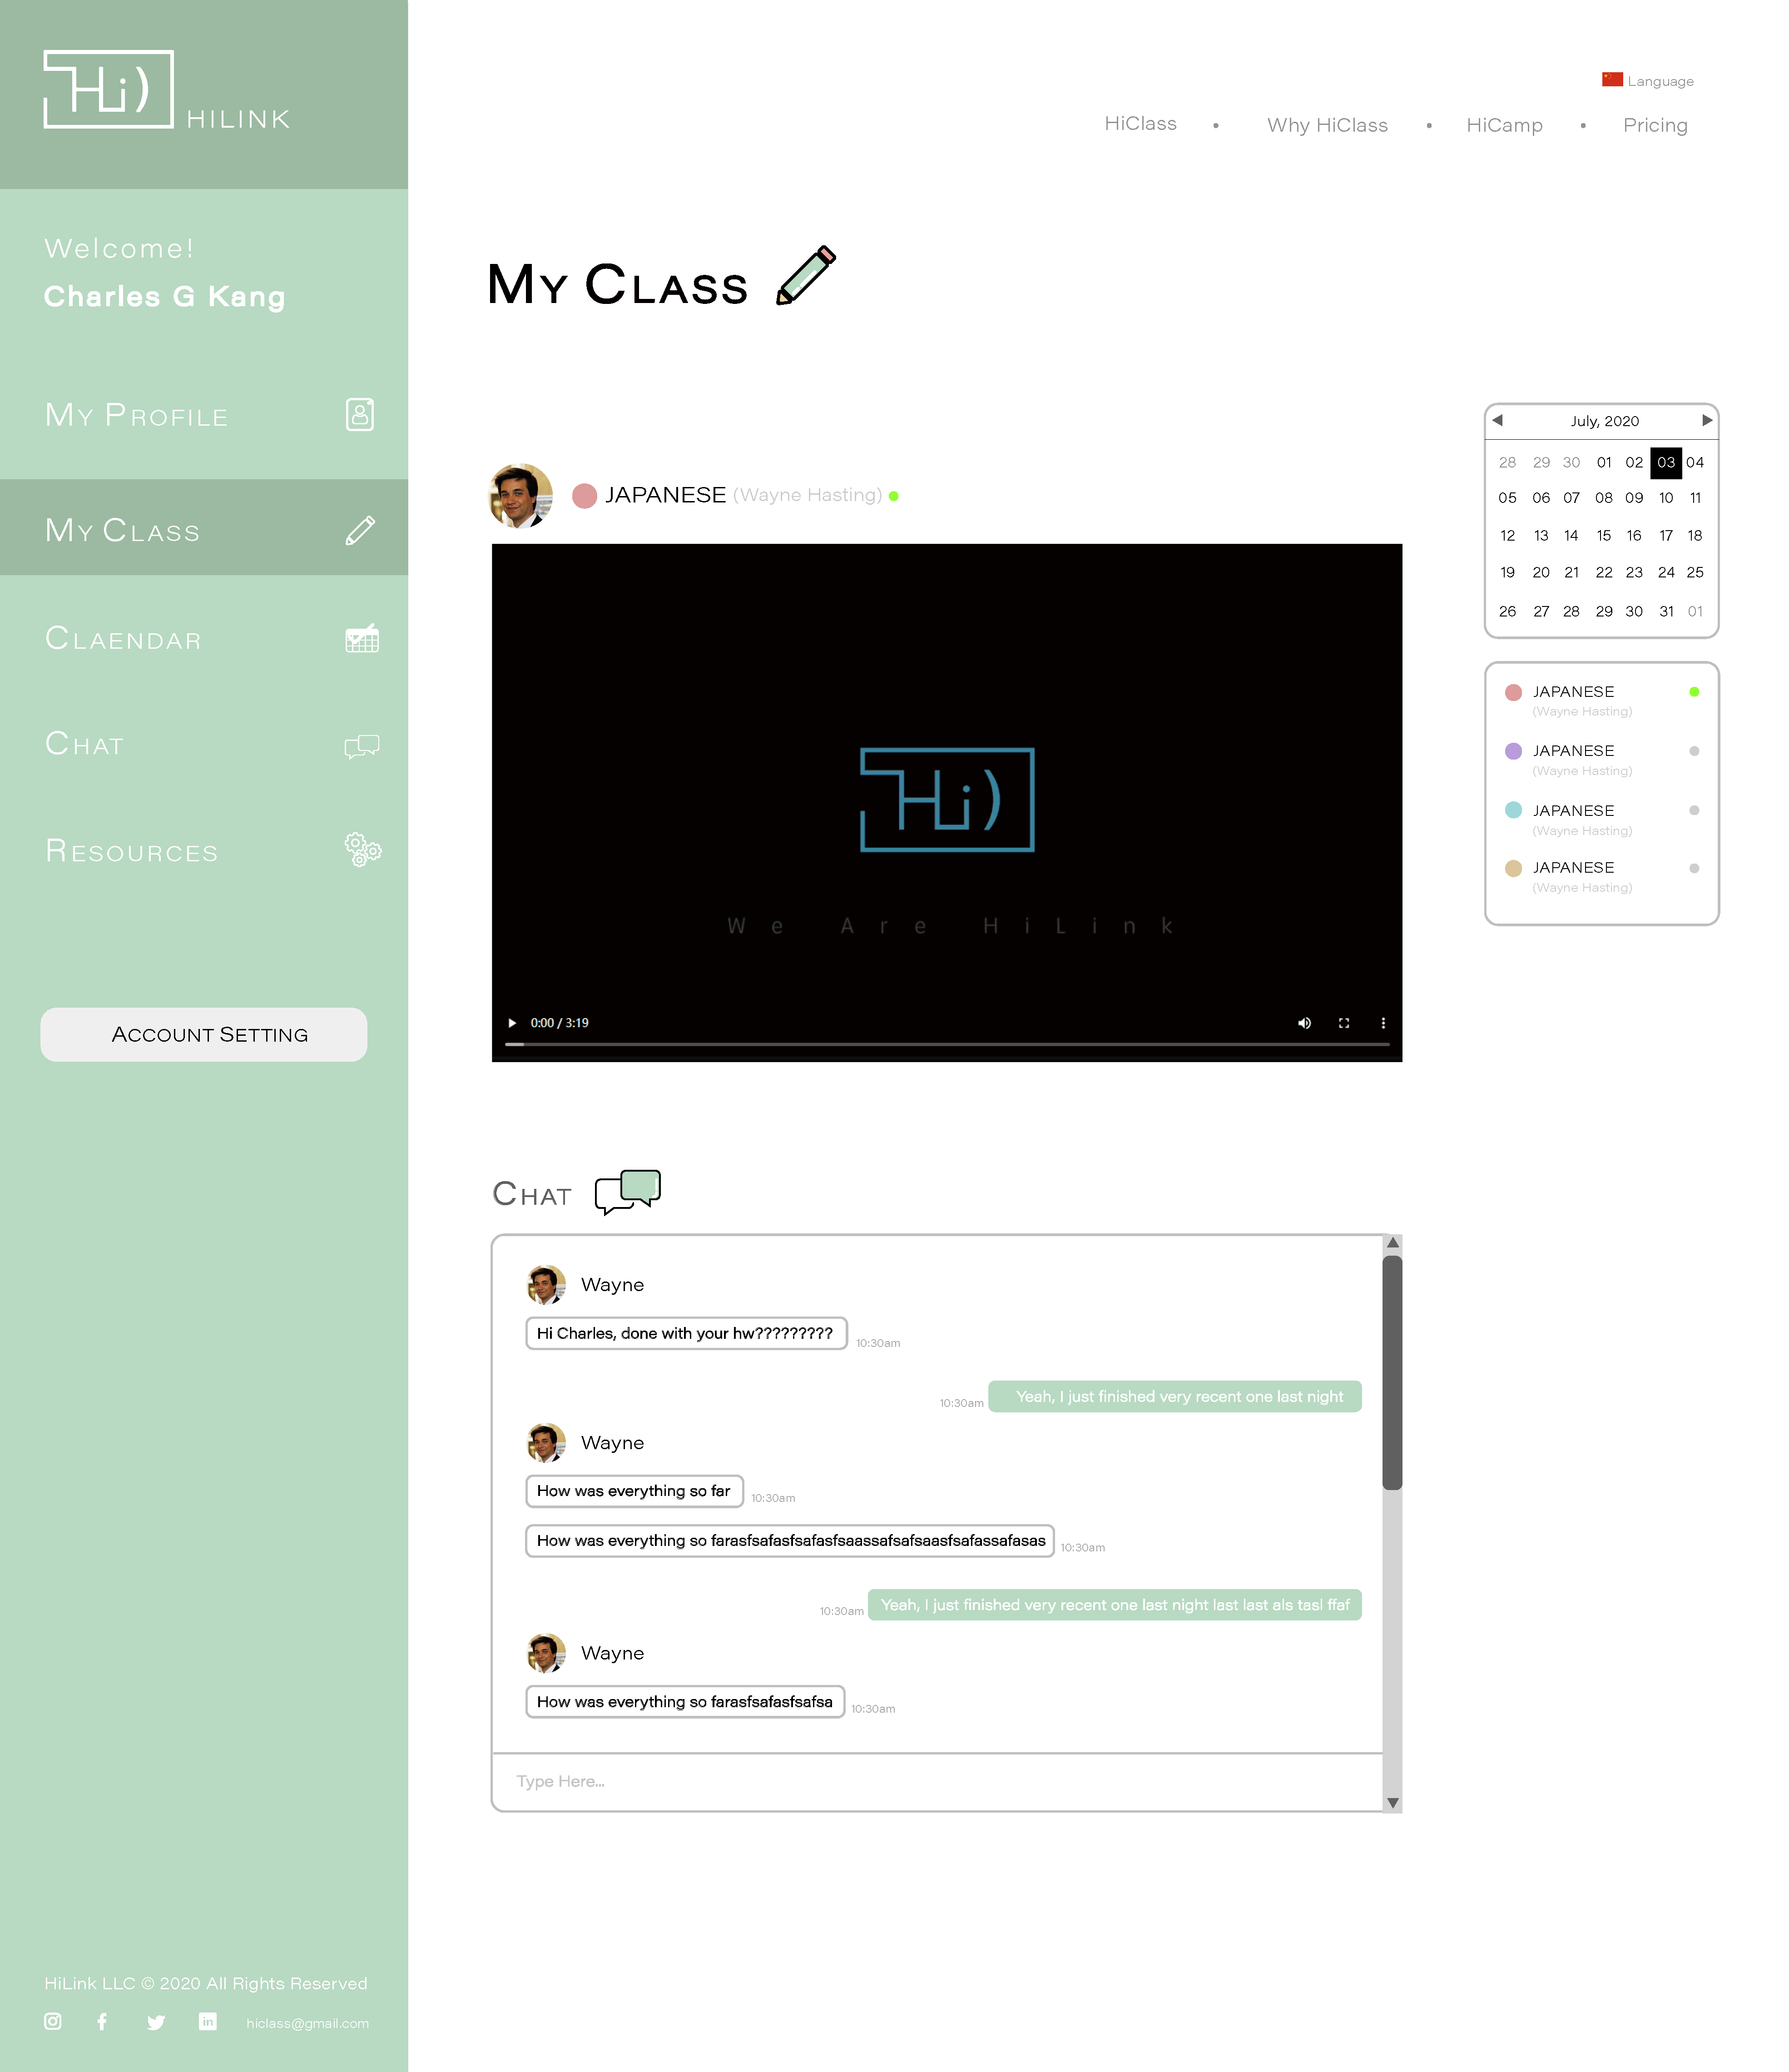 Hi)
HILINK
Language
HiClass • Why HiClass • HiCamp • Pricing
Welcome!
Charles G Kang
MY PROFILE
MY CLASS
CLAENDAR
CHAT
RESOURCES
ACCOUNT SETTING
MY CLASS
JAPANESE (Wayne Hasting)
Hi)
We Are HiLink
0:00 / 3:19
July, 2020
28 29 30 01 02 03 04
05 06 07 08 09 10 11
12 13 14 15 16 17 18
19 20 21 22 23 24 25
26 27 28 29 30 31 01
JAPANESE
(Wayne Hasting)
JAPANESE
(Wayne Hasting)
JAPANESE
(Wayne Hasting)
JAPANESE
(Wayne Hasting)
CHAT
Wayne
Hi Charles, done with your hw????????? 10:30am
10:30am Yeah, I just finished very recent one last night
Wayne
How was everything so far 10:30am
How was everything so farasfsafasfsafasfsaassafsafsaasfsafassafasas 10:30am
10:30am Yeah, I just finished very recent one last night last last als tasl ffaf
Wayne
How was everything so farasfsafasfsafsa 10:30am
Type Here...
HiLink LLC © 2020 All Rights Reserved
hiclass@gmail.com